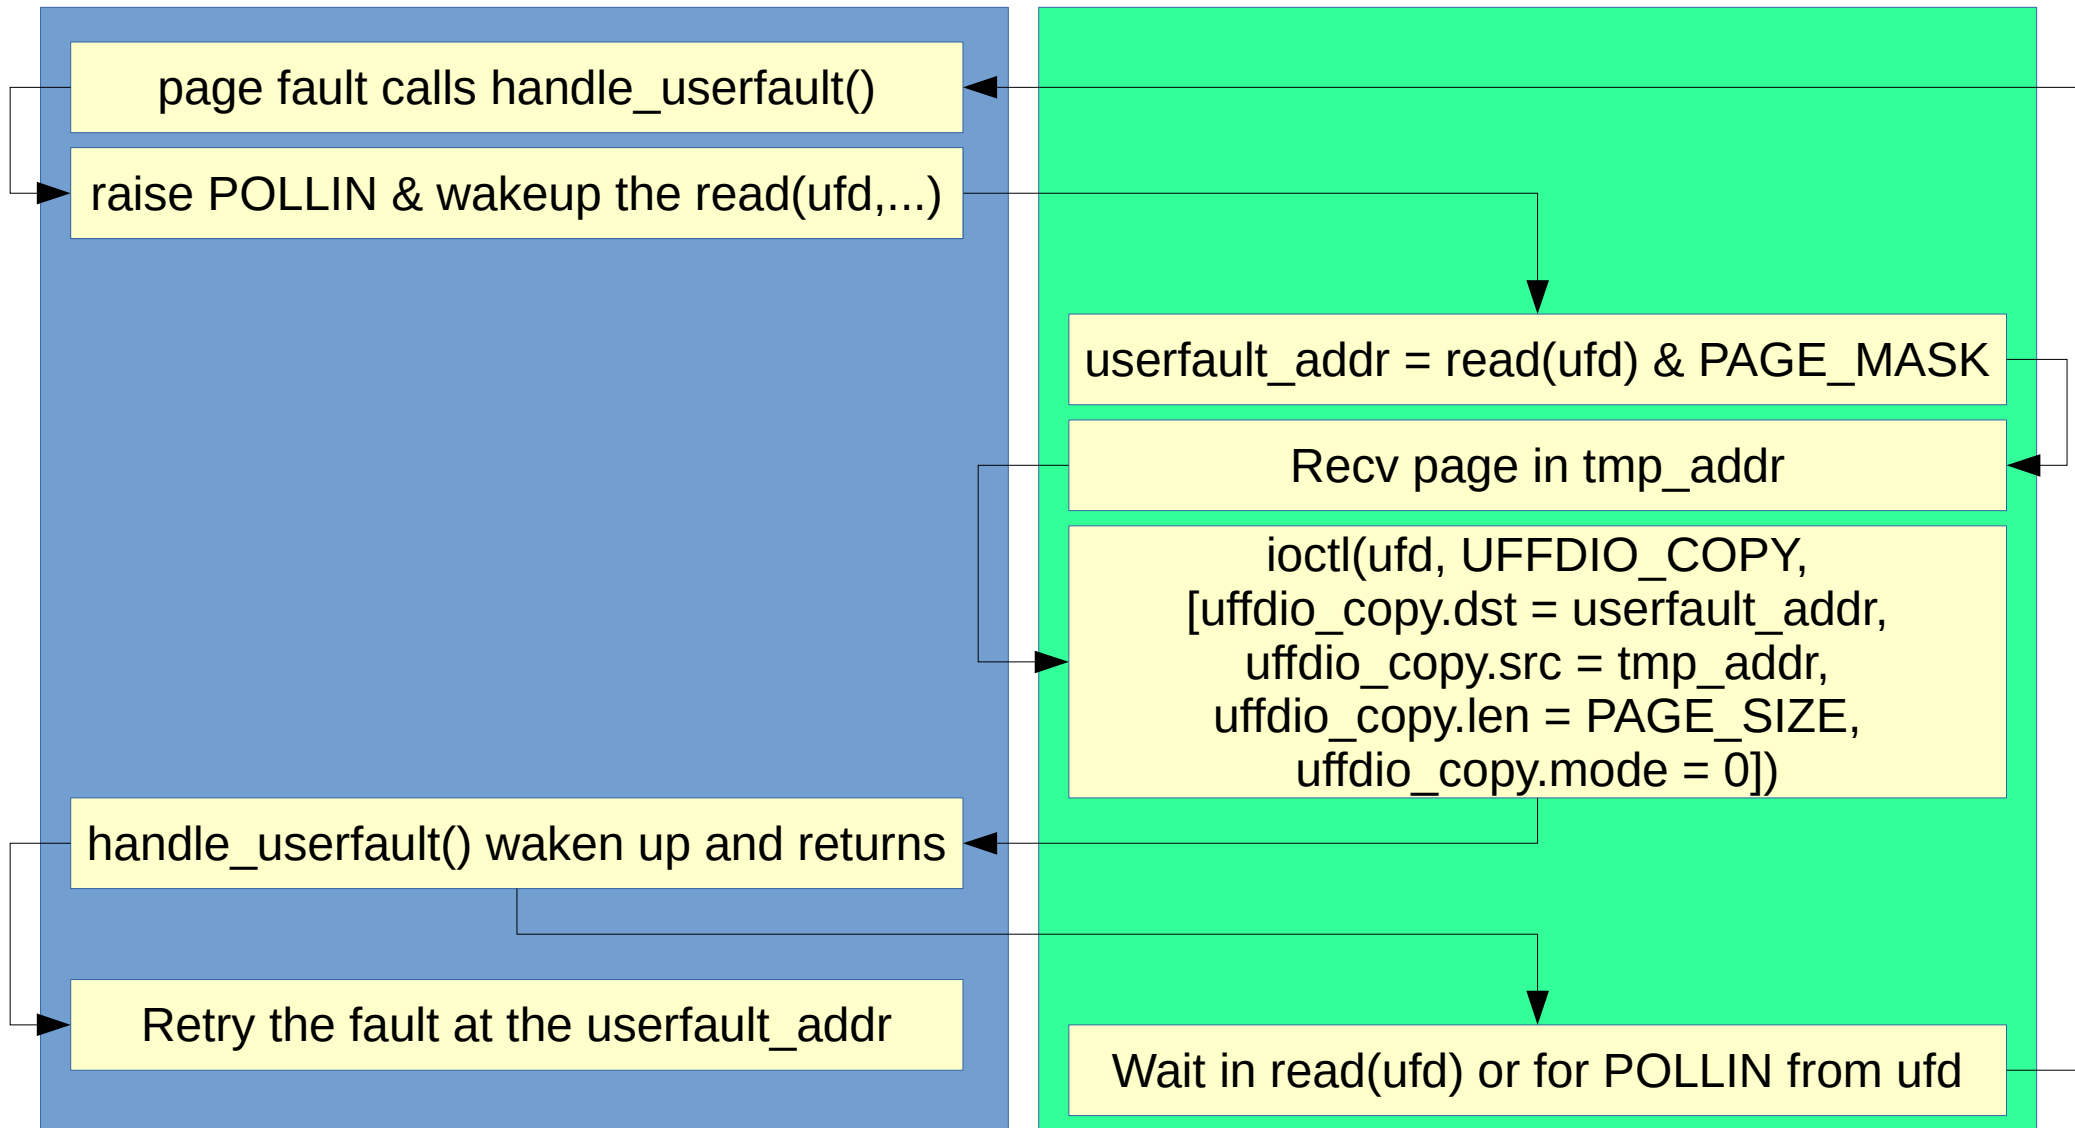 page fault calls handle_userfault()
raise POLLIN & wakeup the read(ufd,...)
userfault_addr = read(ufd) & PAGE_MASK
Recv page in tmp_addr
ioctl(ufd, UFFDIO_COPY,
[uffdio_copy.dst = userfault_addr,
uffdio_copy.src = tmp_addr,
uffdio_copy.len = PAGE_SIZE,
uffdio_copy.mode = 0])
handle_userfault() waken up and returns
Retry the fault at the userfault_addr
Wait in read(ufd) or for POLLIN from ufd